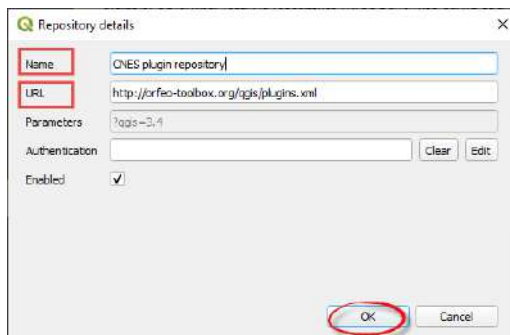 Repository details
Name CNES plugin repository
URL http://orfeo-toolbox.org/qgis/plugins.xml
Parameters ?qgis=3.4
Authentication Clear Edit
Enabled
OK Cancel